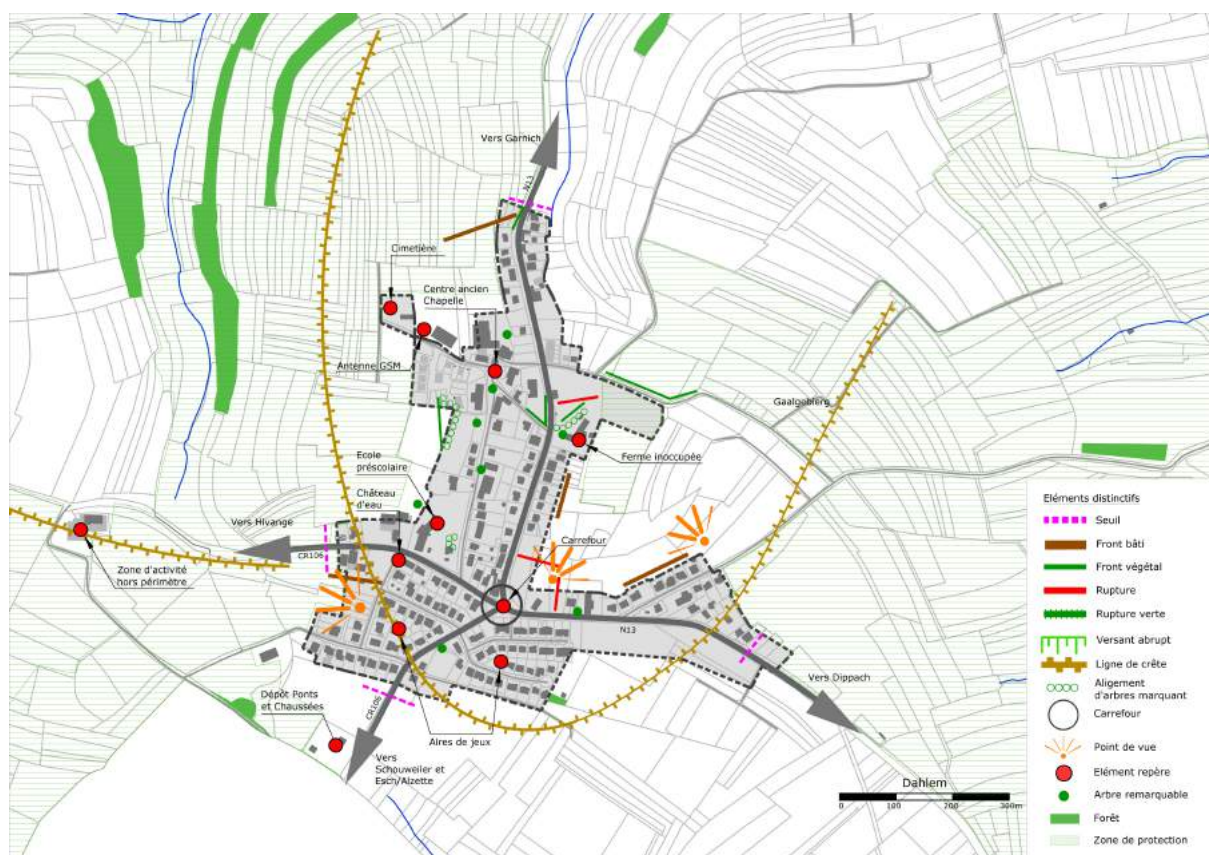 Vers Garnich
N13
Cimetière
Centre ancien
Chapelle
Antenne GSM
Gaalgebierg
Ferme inoccupée
Ecole
préscolaire
Château
d'eau
Vers Hivange
CR106
Carrefour
Zone d'activité
hors périmètre
N13
Vers Dippach
Dépôt Ponts
et Chaussées
CR106
Aires de jeux
Vers
Schouweiler et
Esch/Alzette
Dahlem
0 100 200 300m
Eléments distinctifs
Seuil
Front bâti
Front végétal
Rupture
Rupture verte
Versant abrupt
Ligne de crête
Aligement
d'arbres marquant
Carrefour
Point de vue
Elément repère
Arbre remarquable
Forêt
Zone de protection